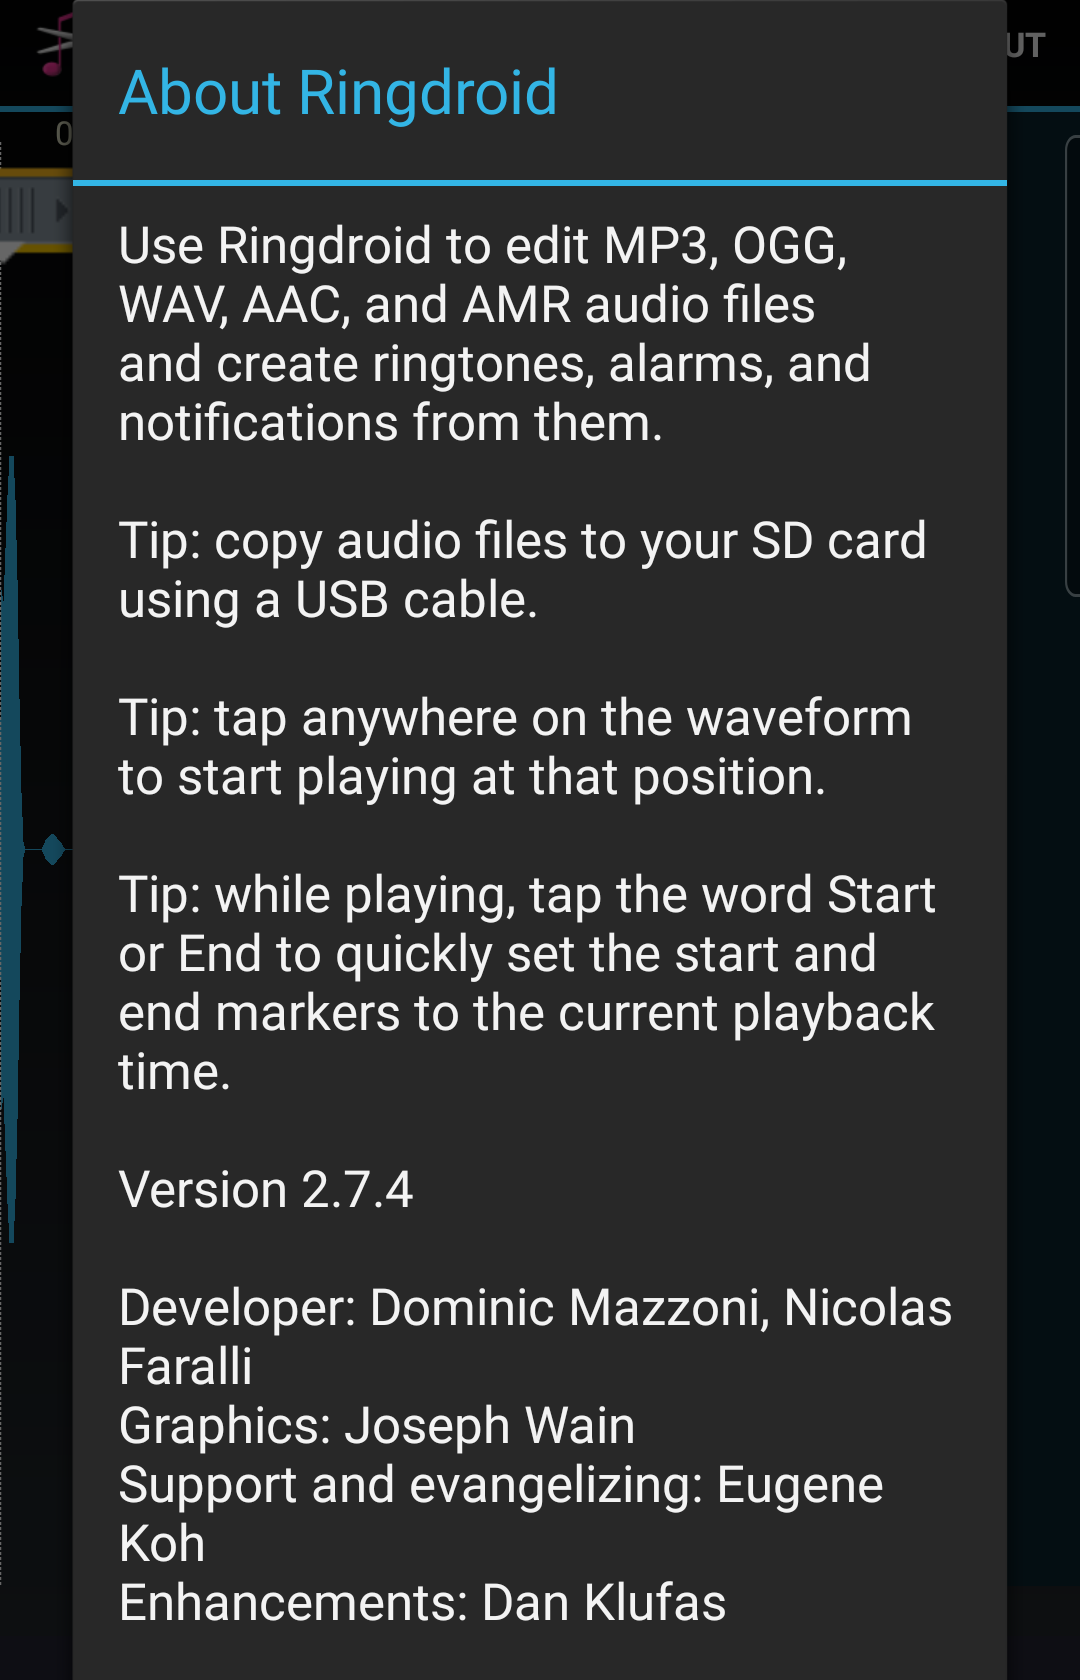 UT
0
About Ringdroid
Use Ringdroid to edit MP3, OGG,
WAV, AAC, and AMR audio files
and create ringtones, alarms, and
notifications from them.
Tip: copy audio files to your SD card
using a USB cable.
Tip: tap anywhere on the waveform
to start playing at that position.
Tip: while playing, tap the word Start
or End to quickly set the start and
end markers to the current playback
time.
Version 2.7.4
Developer: Dominic Mazzoni, Nicolas
Faralli
Graphics: Joseph Wain
Support and evangelizing: Eugene
Koh
Enhancements: Dan Klufas